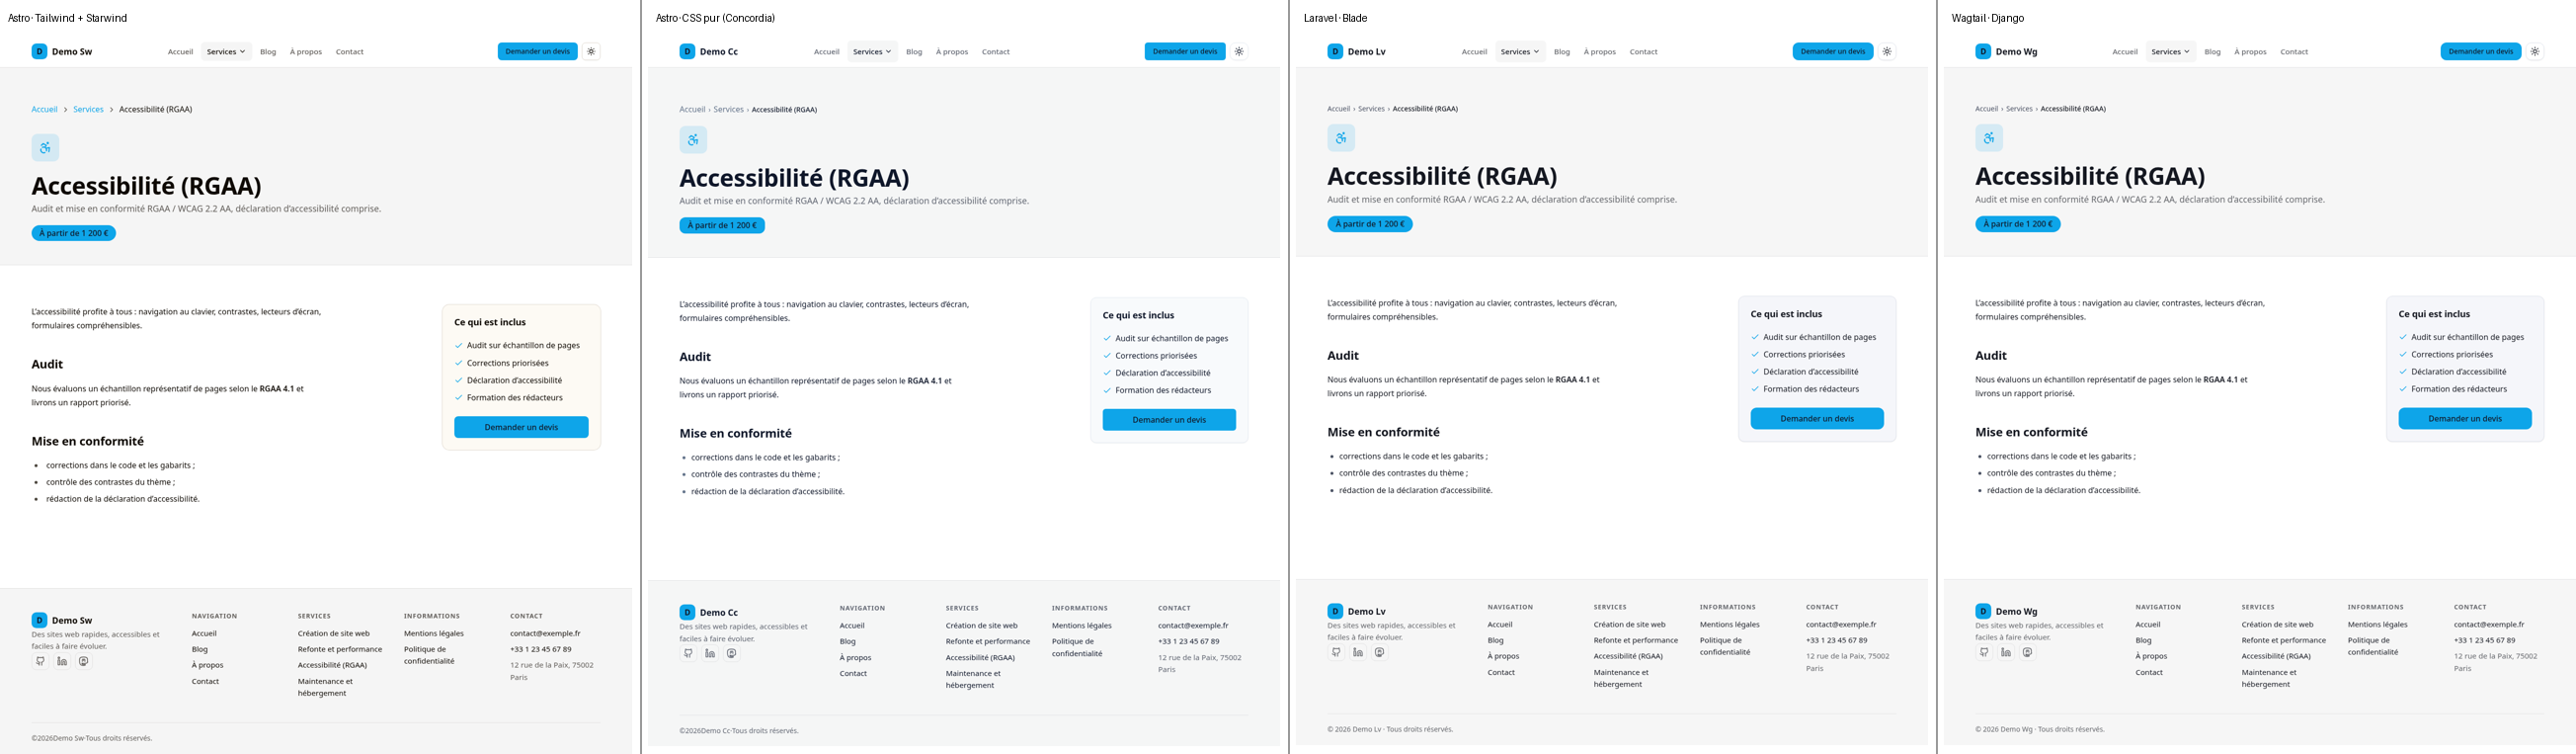 Astro·Tailwind + Starwind
D Demo Sw
Accueil Services Blog À propos Contact
Demander un devis
Accueil › Services › Accessibilité (RGAA)
Accessibilité (RGAA)
Audit et mise en conformité RGAA / WCAG 2.2 AA, déclaration d’accessibilité comprise.
À partir de 1 200 €
L’accessibilité profite à tous : navigation au clavier, contrastes, lecteurs d’écran,
formulaires compréhensibles.
Audit
Nous évaluons un échantillon représentatif de pages selon le RGAA 4.1 et
livrons un rapport priorisé.
Mise en conformité
• corrections dans le code et les gabarits ;
• contrôle des contrastes du thème ;
• rédaction de la déclaration d’accessibilité.
Ce qui est inclus
Audit sur échantillon de pages
Corrections priorisées
Déclaration d’accessibilité
Formation des rédacteurs
Demander un devis
D Demo Sw
Des sites web rapides, accessibles et
faciles à faire évoluer.
NAVIGATION
Accueil
Blog
À propos
Contact
SERVICES
Création de site web
Refonte et performance
Accessibilité (RGAA)
Maintenance et
hébergement
INFORMATIONS
Mentions légales
Politique de
confidentialité
CONTACT
contact@exemple.fr
+33 1 23 45 67 89
12 rue de la Paix, 75002
Paris
©2026Demo Sw·Tous droits réservés.
Astro·CSS pur (Concordia)
D Demo Cc
Accueil Services Blog À propos Contact
Demander un devis
Accueil › Services › Accessibilité (RGAA)
Accessibilité (RGAA)
Audit et mise en conformité RGAA / WCAG 2.2 AA, déclaration d’accessibilité comprise.
À partir de 1 200 €
L’accessibilité profite à tous : navigation au clavier, contrastes, lecteurs d’écran,
formulaires compréhensibles.
Audit
Nous évaluons un échantillon représentatif de pages selon le RGAA 4.1 et
livrons un rapport priorisé.
Mise en conformité
• corrections dans le code et les gabarits ;
• contrôle des contrastes du thème ;
• rédaction de la déclaration d’accessibilité.
Ce qui est inclus
Audit sur échantillon de pages
Corrections priorisées
Déclaration d’accessibilité
Formation des rédacteurs
Demander un devis
D Demo Cc
Des sites web rapides, accessibles et
faciles à faire évoluer.
NAVIGATION
Accueil
Blog
À propos
Contact
SERVICES
Création de site web
Refonte et performance
Accessibilité (RGAA)
Maintenance et
hébergement
INFORMATIONS
Mentions légales
Politique de
confidentialité
CONTACT
contact@exemple.fr
+33 1 23 45 67 89
12 rue de la Paix, 75002
Paris
©2026Demo Cc·Tous droits réservés.
Laravel·Blade
D Demo Lv
Accueil Services Blog À propos Contact
Demander un devis
Accueil › Services › Accessibilité (RGAA)
Accessibilité (RGAA)
Audit et mise en conformité RGAA / WCAG 2.2 AA, déclaration d’accessibilité comprise.
À partir de 1 200 €
L’accessibilité profite à tous : navigation au clavier, contrastes, lecteurs d’écran,
formulaires compréhensibles.
Audit
Nous évaluons un échantillon représentatif de pages selon le RGAA 4.1 et
livrons un rapport priorisé.
Mise en conformité
• corrections dans le code et les gabarits ;
• contrôle des contrastes du thème ;
• rédaction de la déclaration d’accessibilité.
Ce qui est inclus
Audit sur échantillon de pages
Corrections priorisées
Déclaration d’accessibilité
Formation des rédacteurs
Demander un devis
D Demo Lv
Des sites web rapides, accessibles et
faciles à faire évoluer.
NAVIGATION
Accueil
Blog
À propos
Contact
SERVICES
Création de site web
Refonte et performance
Accessibilité (RGAA)
Maintenance et
hébergement
INFORMATIONS
Mentions légales
Politique de
confidentialité
CONTACT
contact@exemple.fr
+33 1 23 45 67 89
12 rue de la Paix, 75002
Paris
© 2026 Demo Lv · Tous droits réservés.
Wagtail·Django
D Demo Wg
Accueil Services Blog À propos Contact
Demander un devis
Accueil › Services › Accessibilité (RGAA)
Accessibilité (RGAA)
Audit et mise en conformité RGAA / WCAG 2.2 AA, déclaration d’accessibilité comprise.
À partir de 1 200 €
L’accessibilité profite à tous : navigation au clavier, contrastes, lecteurs d’écran,
formulaires compréhensibles.
Audit
Nous évaluons un échantillon représentatif de pages selon le RGAA 4.1 et
livrons un rapport priorisé.
Mise en conformité
• corrections dans le code et les gabarits ;
• contrôle des contrastes du thème ;
• rédaction de la déclaration d’accessibilité.
Ce qui est inclus
Audit sur échantillon de pages
Corrections priorisées
Déclaration d’accessibilité
Formation des rédacteurs
Demander un devis
D Demo Wg
Des sites web rapides, accessibles et
faciles à faire évoluer.
NAVIGATION
Accueil
Blog
À propos
Contact
SERVICES
Création de site web
Refonte et performance
Accessibilité (RGAA)
Maintenance et
hébergement
INFORMATIONS
Mentions légales
Politique de
confidentialité
CONTACT
contact@exemple.fr
+33 1 23 45 67 89
12 rue de la Paix, 75002
Paris
© 2026 Demo Wg · Tous droits réservés.